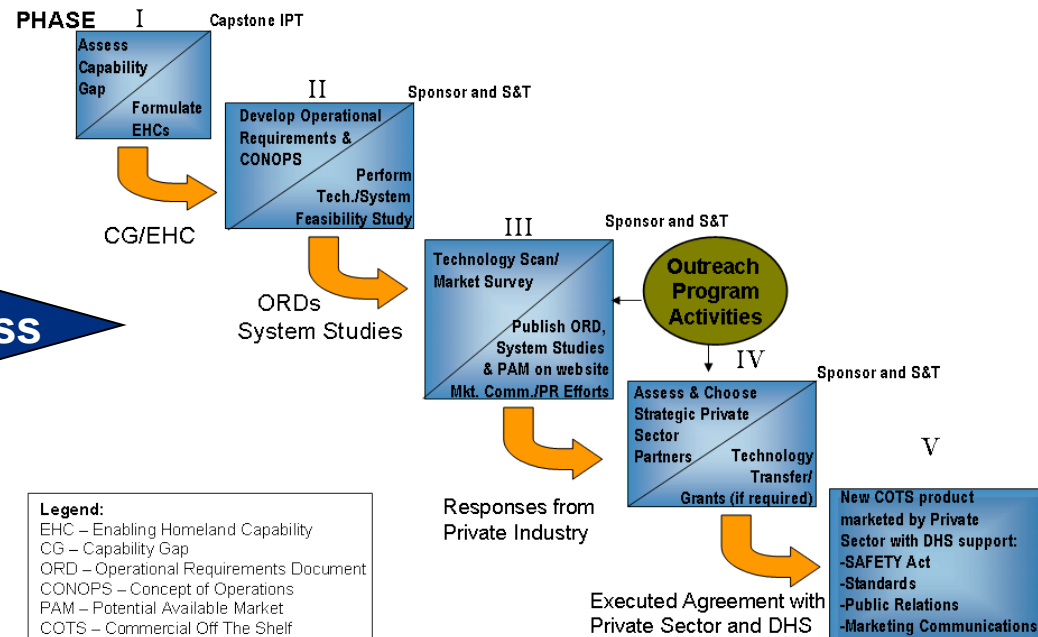 PHASE I Capstone IPT
Assess
Capability
Gap
Formulate
EHCs
CG/EHC
II Sponsor and S&T
Develop Operational
Requirements &
CONOPS
Perform
Tech./System
Feasibility Study
ORDs
System Studies
III Sponsor and S&T
Technology Scan/
Market Survey
Publish ORD,
System Studies
& PAM on website
Mkt. Comm./PR Efforts
Outreach
Program
Activities
ss
Responses from
Private Industry
IV Sponsor and S&T
Assess & Choose
Strategic Private
Sector
Partners
Technology
Transfer/
Grants (if required)
Executed Agreement with
Private Sector and DHS
V
New COTS product
marketed by Private
Sector with DHS support:
-SAFETY Act
-Standards
-Public Relations
-Marketing Communications
Legend:
EHC – Enabling Homeland Capability
CG – Capability Gap
ORD – Operational Requirements Document
CONOPS – Concept of Operations
PAM – Potential Available Market
COTS – Commercial Off The Shelf